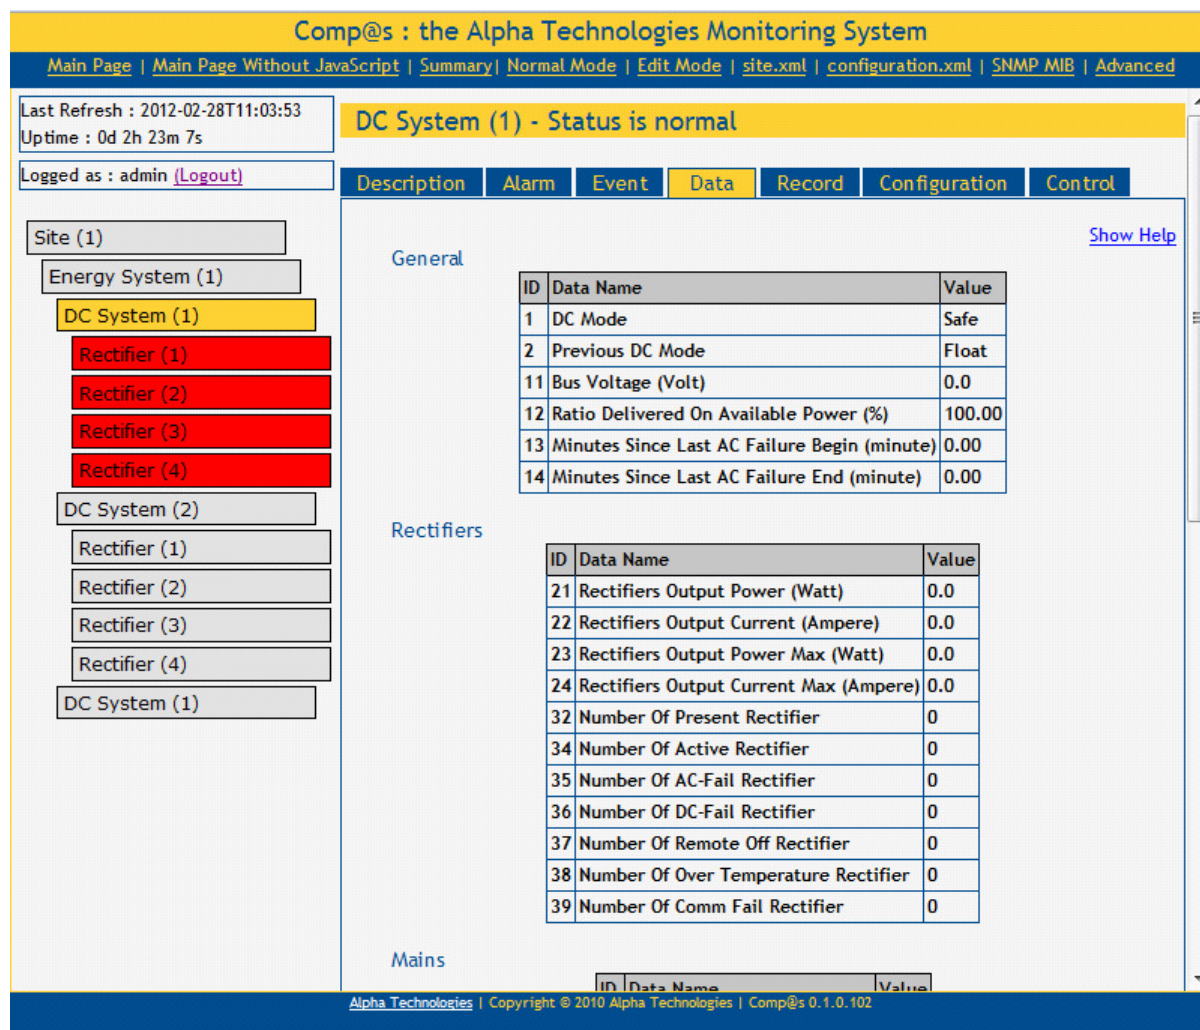 Comp@s : the Alpha Technologies Monitoring System
Main Page | Main Page Without JavaScript | Summary | Normal Mode | Edit Mode | site.xml | configuration.xml | SNMP MIB | Advanced
Last Refresh : 2012-02-28T11:03:53
Uptime : 0d 2h 23m 7s
Logged as : admin (Logout)
Site (1)
Energy System (1)
DC System (1)
Rectifier (1)
Rectifier (2)
Rectifier (3)
Rectifier (4)
DC System (2)
Rectifier (1)
Rectifier (2)
Rectifier (3)
Rectifier (4)
DC System (1)
DC System (1) - Status is normal
Description Alarm Event Data Record Configuration Control
Show Help
General
ID Data Name Value
1 DC Mode Safe
2 Previous DC Mode Float
11 Bus Voltage (Volt) 0.0
12 Ratio Delivered On Available Power (%) 100.00
13 Minutes Since Last AC Failure Begin (minute) 0.00
14 Minutes Since Last AC Failure End (minute) 0.00
Rectifiers
ID Data Name Value
21 Rectifiers Output Power (Watt) 0.0
22 Rectifiers Output Current (Ampere) 0.0
23 Rectifiers Output Power Max (Watt) 0.0
24 Rectifiers Output Current Max (Ampere) 0.0
32 Number Of Present Rectifier 0
34 Number Of Active Rectifier 0
35 Number Of AC-Fail Rectifier 0
36 Number Of DC-Fail Rectifier 0
37 Number Of Remote Off Rectifier 0
38 Number Of Over Temperature Rectifier 0
39 Number Of Comm Fail Rectifier 0
Mains
ID Data Name Value
Alpha Technologies | Copyright © 2010 Alpha Technologies | Comp@s 0.1.0.102